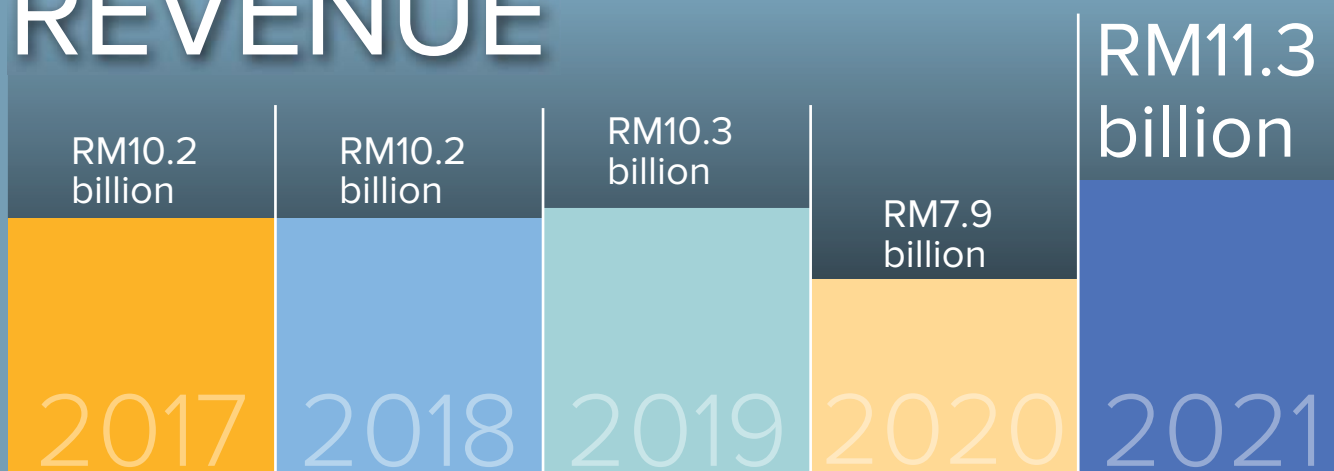 REVENUE
RM10.2
billion
RM10.2
billion
RM10.3
billion
RM7.9
billion
RM11.3
billion
2017
2018
2019
2020
2021